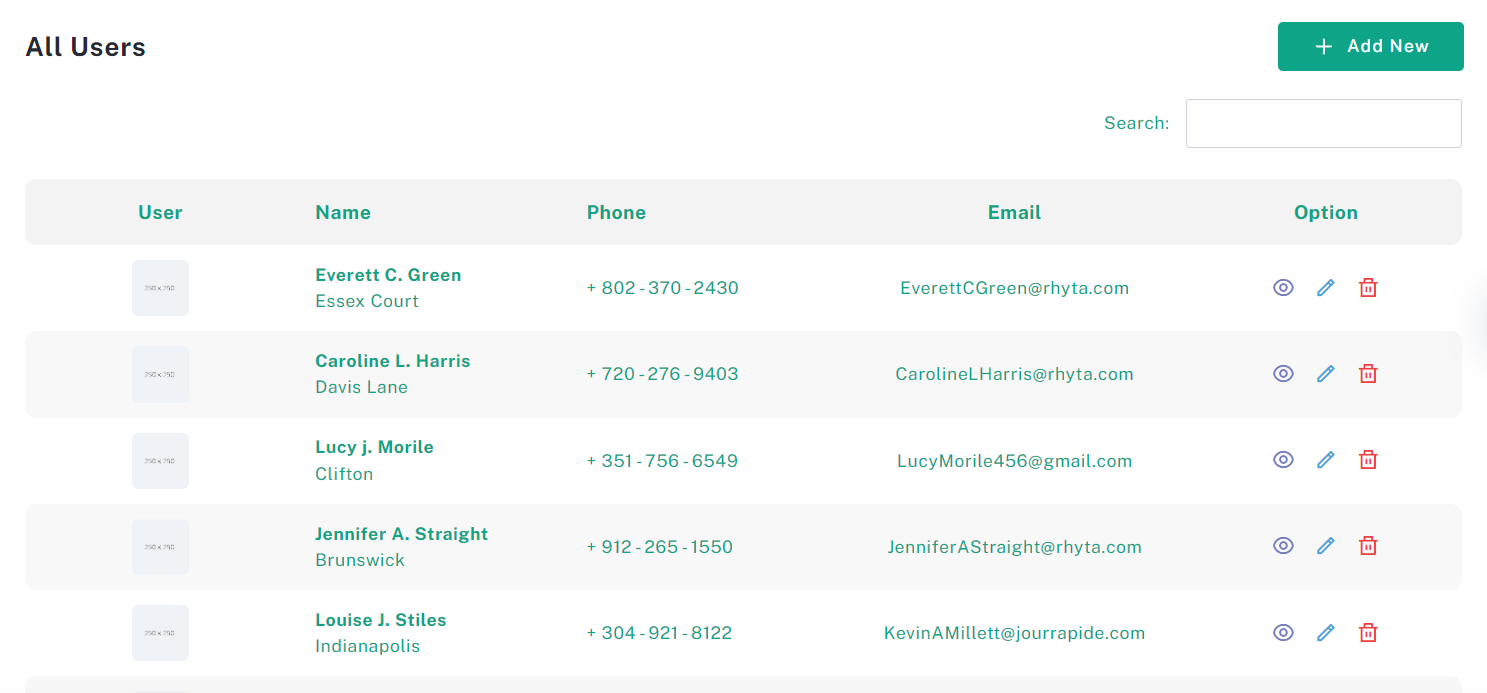 All Users
+ Add New
Search:
User Name Phone Email Option
250 x 250
Everett C. Green
Essex Court
+ 802 - 370 - 2430
EverettCGreen@rhyta.com
250 x 250
Caroline L. Harris
Davis Lane
+ 720 - 276 - 9403
CarolineLHarris@rhyta.com
250 x 250
Lucy j. Morile
Clifton
+ 351 - 756 - 6549
LucyMorile456@gmail.com
250 x 250
Jennifer A. Straight
Brunswick
+ 912 - 265 - 1550
JenniferAStraight@rhyta.com
250 x 250
Louise J. Stiles
Indianapolis
+ 304 - 921 - 8122
KevinAMillett@jourrapide.com